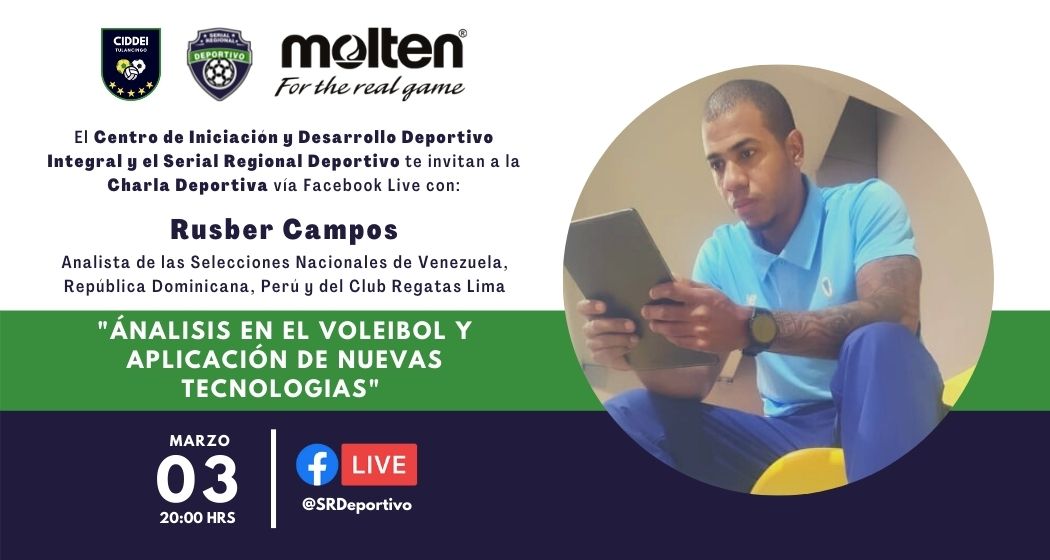 CIDDEI
TULANCINGO
SERIAL
REGIONAL
DEPORTIVO
molten®
For the real game
El Centro de Iniciación y Desarrollo Deportivo
Integral y el Serial Regional Deportivo te invitan a la
Charla Deportiva vía Facebook Live con:
Rusber Campos
Analista de las Selecciones Nacionales de Venezuela,
República Dominicana, Perú y del Club Regatas Lima
"ÁNALISIS EN EL VOLEIBOL Y
APLICACIÓN DE NUEVAS
TECNOLOGIAS"
MARZO
03
20:00 HRS
f LIVE
@SRDeportivo